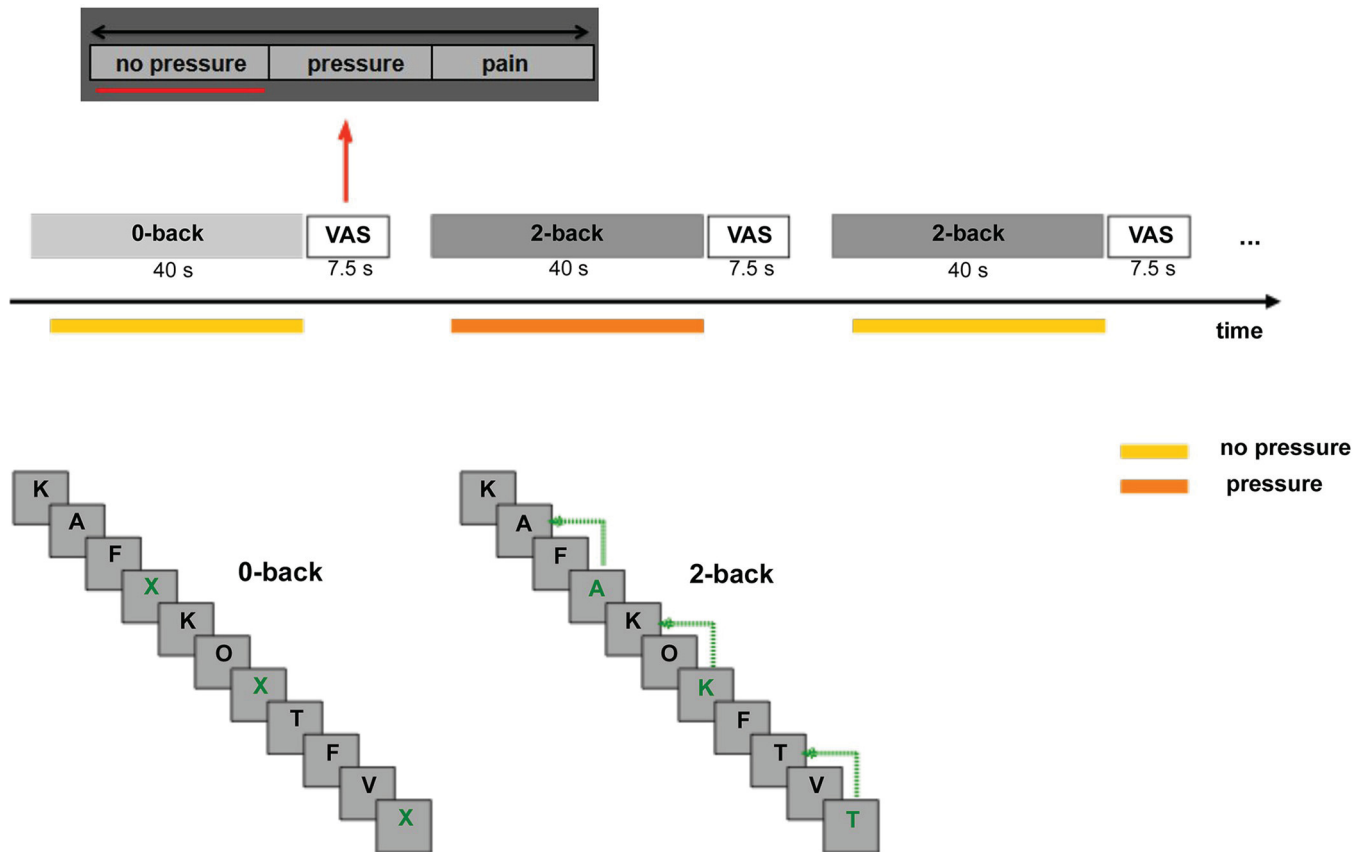 no pressure pressure pain
0-back VAS 2-back VAS 2-back VAS ...
40 s 7.5 s 40 s 7.5 s 40 s 7.5 s
time
no pressure
pressure
K
A
F
X
K
O
X
T
F
V
X
0-back
K
A
F
A
K
O
K
F
T
V
T
2-back